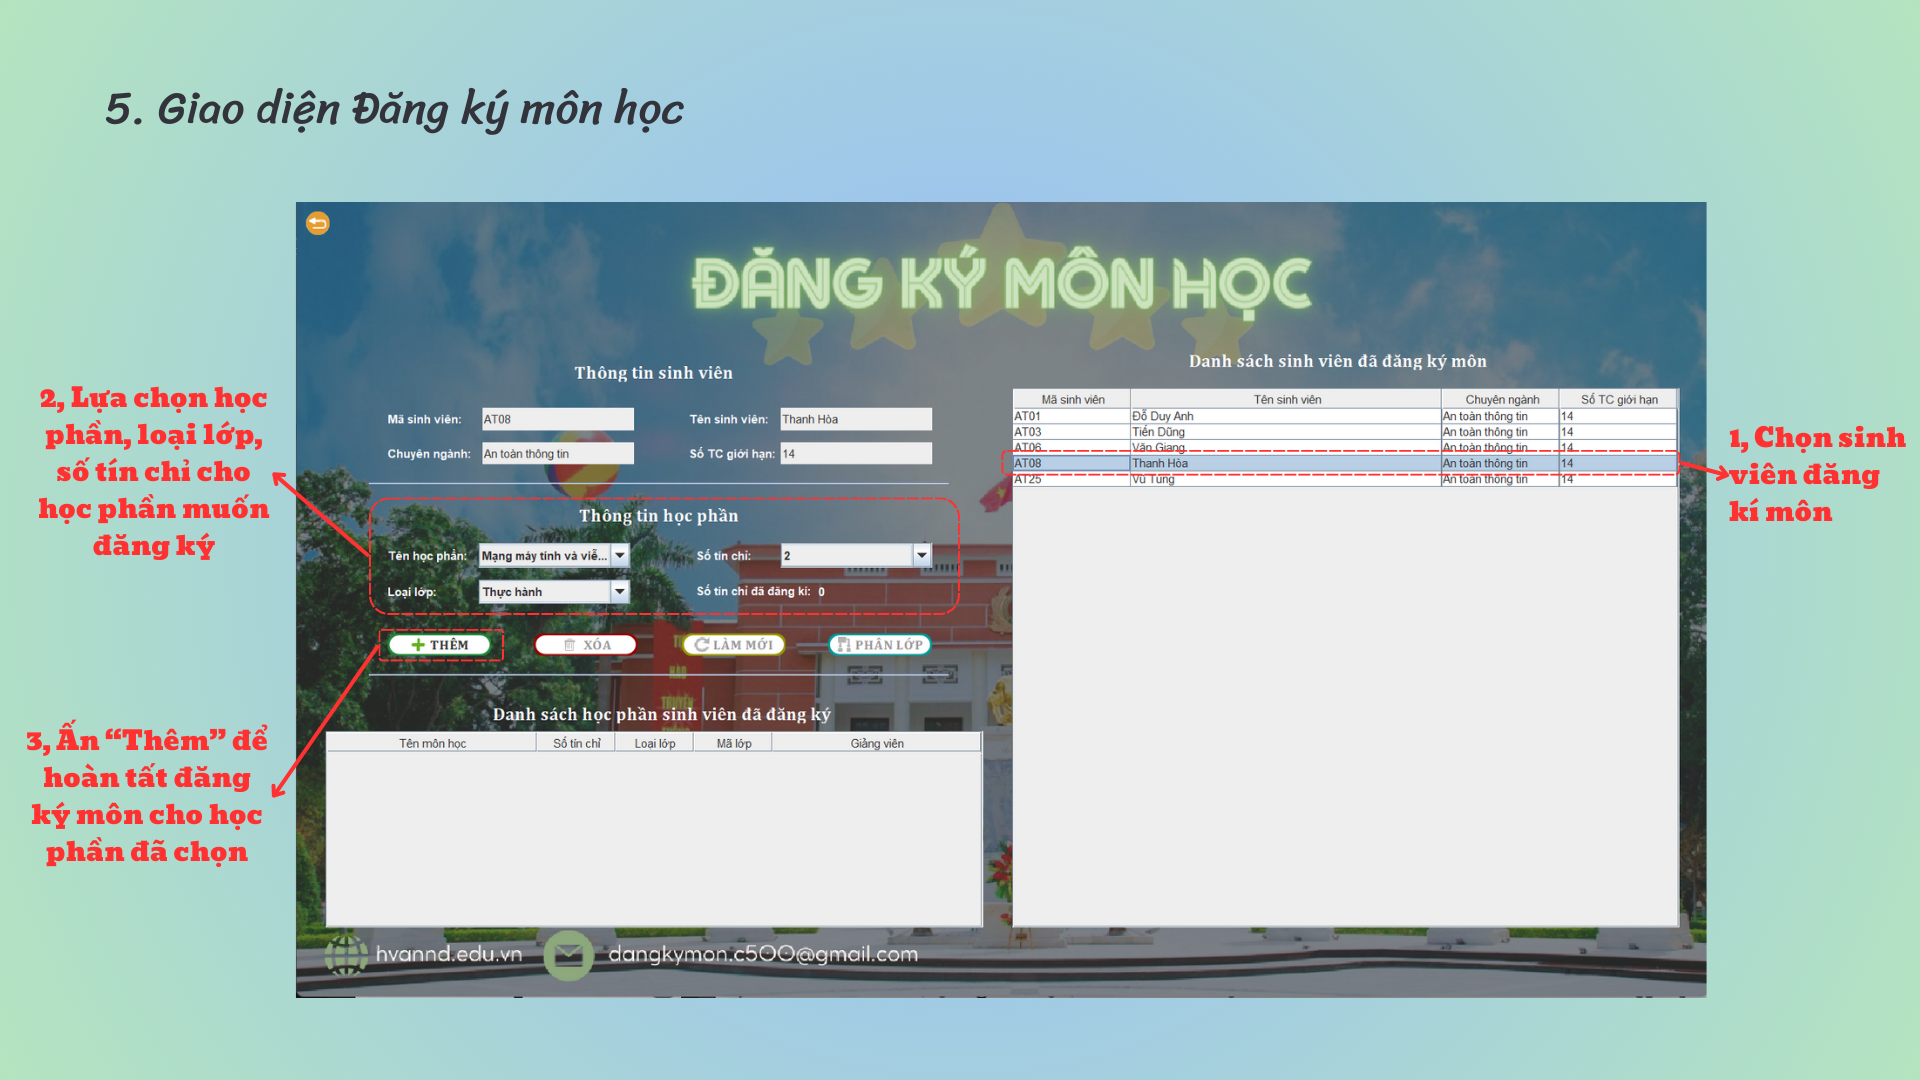 5. Giao diện Đăng ký môn học
ĐĂNG KÝ MÔN HỌC
Thông tin sinh viên
Mã sinh viên: AT08
Tên sinh viên: Thanh Hòa
Chuyên ngành: An toàn thông tin
Số TC giới hạn: 14
Thông tin học phần
Tên học phần: Mạng máy tính và viễ...
Số tín chỉ: 2
Loại lớp: Thực hành
Số tín chỉ đã đăng kí: 0
THÊM
XÓA
LÀM MỚI
PHÂN LỚP
Danh sách học phần sinh viên đã đăng ký
Tên môn học Số tín chỉ Loại lớp Mã lớp Giảng viên
Danh sách sinh viên đã đăng ký môn
Mã sinh viên Tên sinh viên Chuyên ngành Số TC giới hạn
AT01 Đỗ Duy Anh An toàn thông tin 14
AT03 Tiến Dũng An toàn thông tin 14
AT06 Văn Giang An toàn thông tin 14
AT08 Thanh Hòa An toàn thông tin 14
AT25 Vũ Tùng An toàn thông tin 14
hvannd.edu.vn
dangkymon.c500@gmail.com
1, Chọn sinh
viên đăng
kí môn
2, Lựa chọn học
phần, loại lớp,
số tín chỉ cho
học phần muốn
đăng ký
3, Ấn “Thêm” để
hoàn tất đăng
ký môn cho học
phần đã chọn